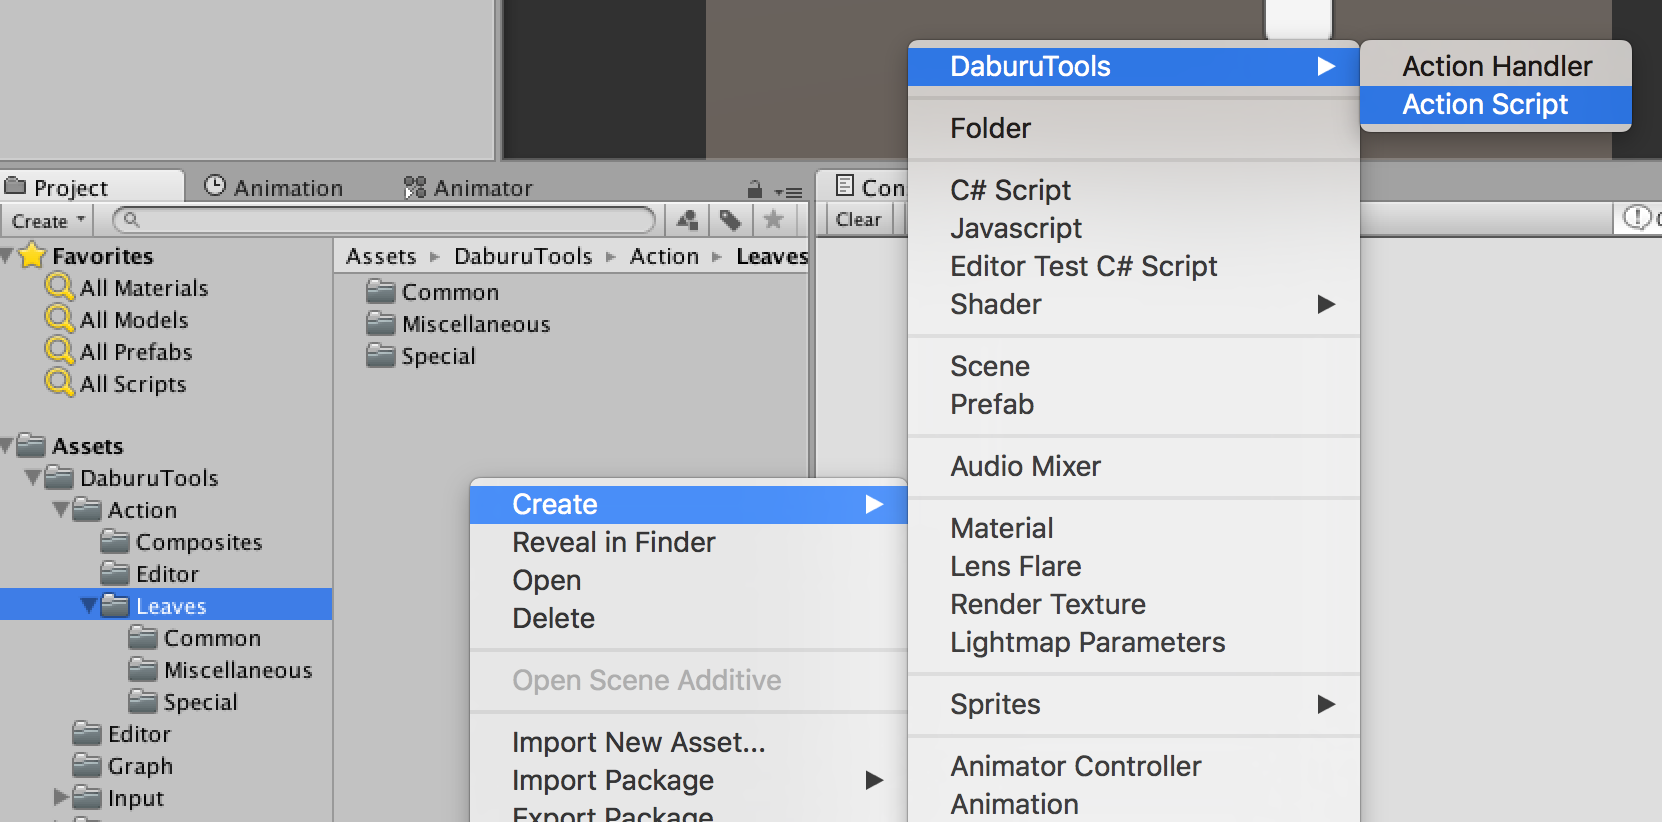 DaburuTools
Action Handler
Action Script
Folder
C# Script
Javascript
Editor Test C# Script
Shader
Scene
Prefab
Audio Mixer
Material
Lens Flare
Render Texture
Lightmap Parameters
Sprites
Animator Controller
Animation
Project
Animation
Animator
Con
Create
Clear
Favorites
All Materials
All Models
All Prefabs
All Scripts
Assets
DaburuTools
Action
Composites
Editor
Leaves
Common
Miscellaneous
Special
Editor
Graph
Input
Assets DaburuTools Action Leaves
Common
Miscellaneous
Special
Create
Reveal in Finder
Open
Delete
Open Scene Additive
Import New Asset...
Import Package
Export Package